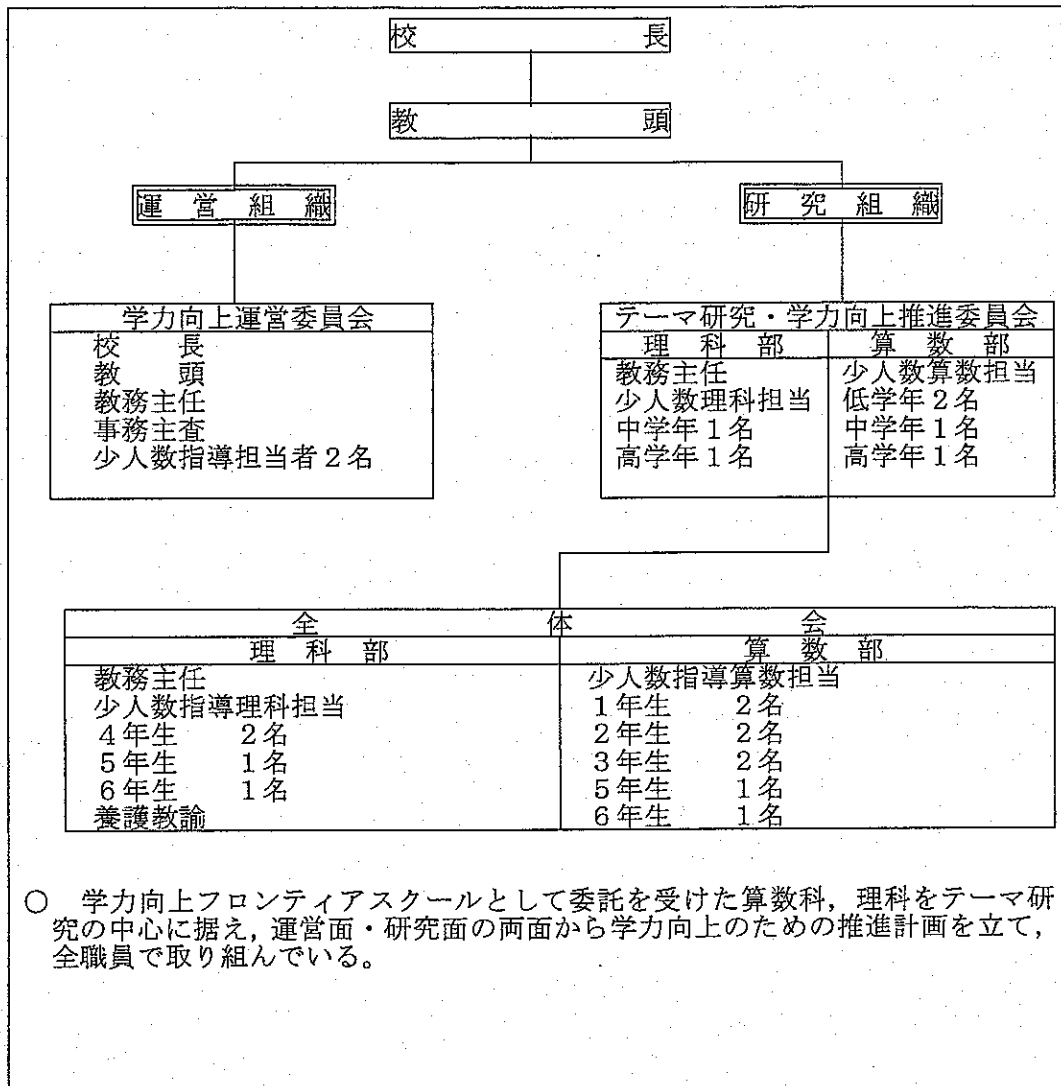 校　　　　　　長
教　　　　　　頭
運　営　組　織
研　究　組　織
学力向上運営委員会
校　　長
教　　頭
教務主任
事務主査
少人数指導担当者２名
テーマ研究・学力向上推進委員会
理　科　部　　算　数　部
教務主任　　少人数算数担当
少人数理科担当　　低学年２名
中学年１名　　中学年１名
高学年１名　　高学年１名
全　　　　　体　　　　　会
理　科　部　　算　数　部
教務主任　　少人数指導算数担当
少人数指導理科担当　　１年生　　２名
４年生　　２名　　２年生　　２名
５年生　　１名　　３年生　　２名
６年生　　１名　　５年生　　１名
養護教諭　　６年生　　１名
○　学力向上フロンティアスクールとして委託を受けた算数科，理科をテーマ研
究の中心に据え，運営面・研究面の両面から学力向上のための推進計画を立て，
全職員で取り組んでいる。